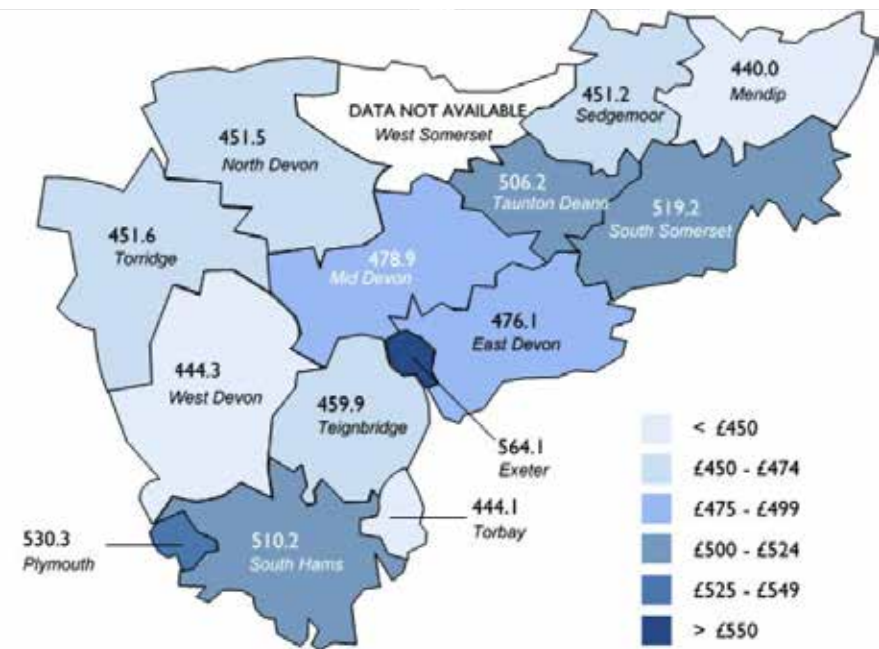 440.0
Mendip
451.2
Sedgemoor
DATA NOT AVAILABLE
West Somerset
451.5
North Devon
506.2
Taunton Deane
519.2
South Somerset
451.6
Torridge
478.9
Mid Devon
476.1
East Devon
444.3
West Devon
459.9
Teignbridge
564.1
Exeter
444.1
Torbay
530.3
Plymouth
510.2
South Hams
< £450
£450 - £474
£475 - £499
£500 - £524
£525 - £549
> £550